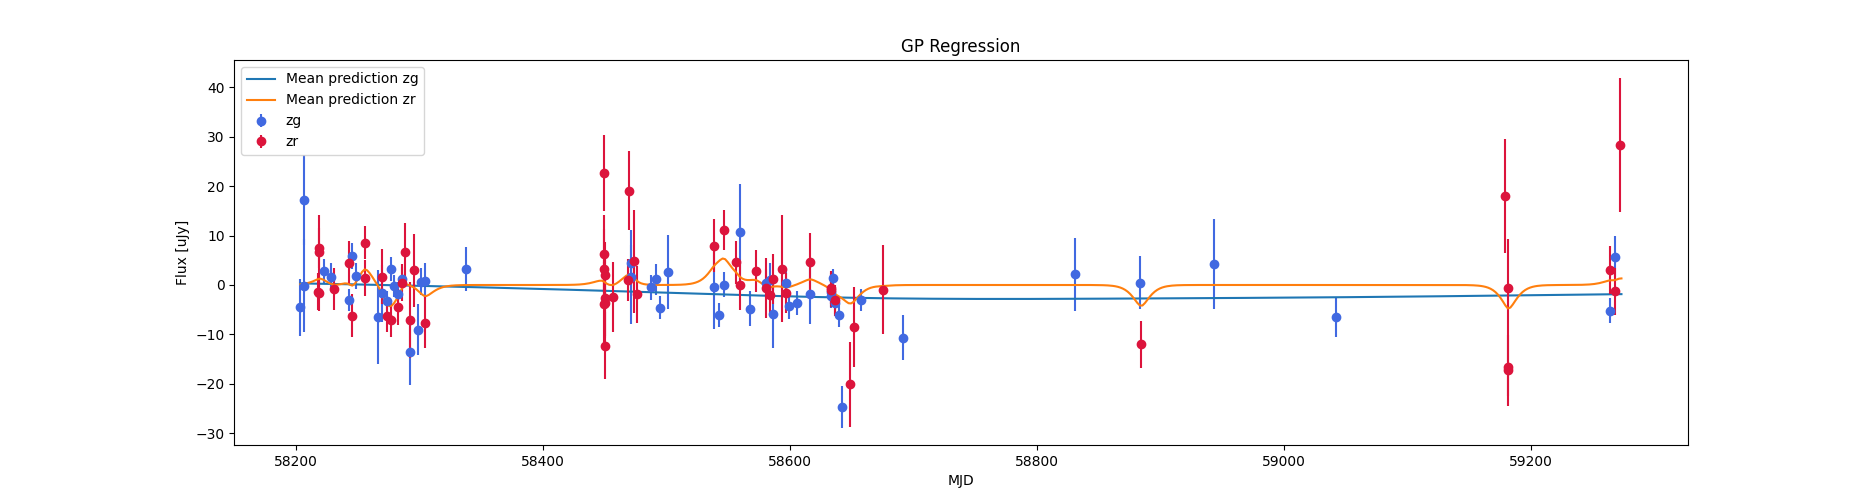 GP Regression
Mean prediction zg
Mean prediction zr
zg
zr
Flux [uJy]
40
30
20
10
0
−10
−20
−30
58200
58400
58600
58800
59000
59200
MJD